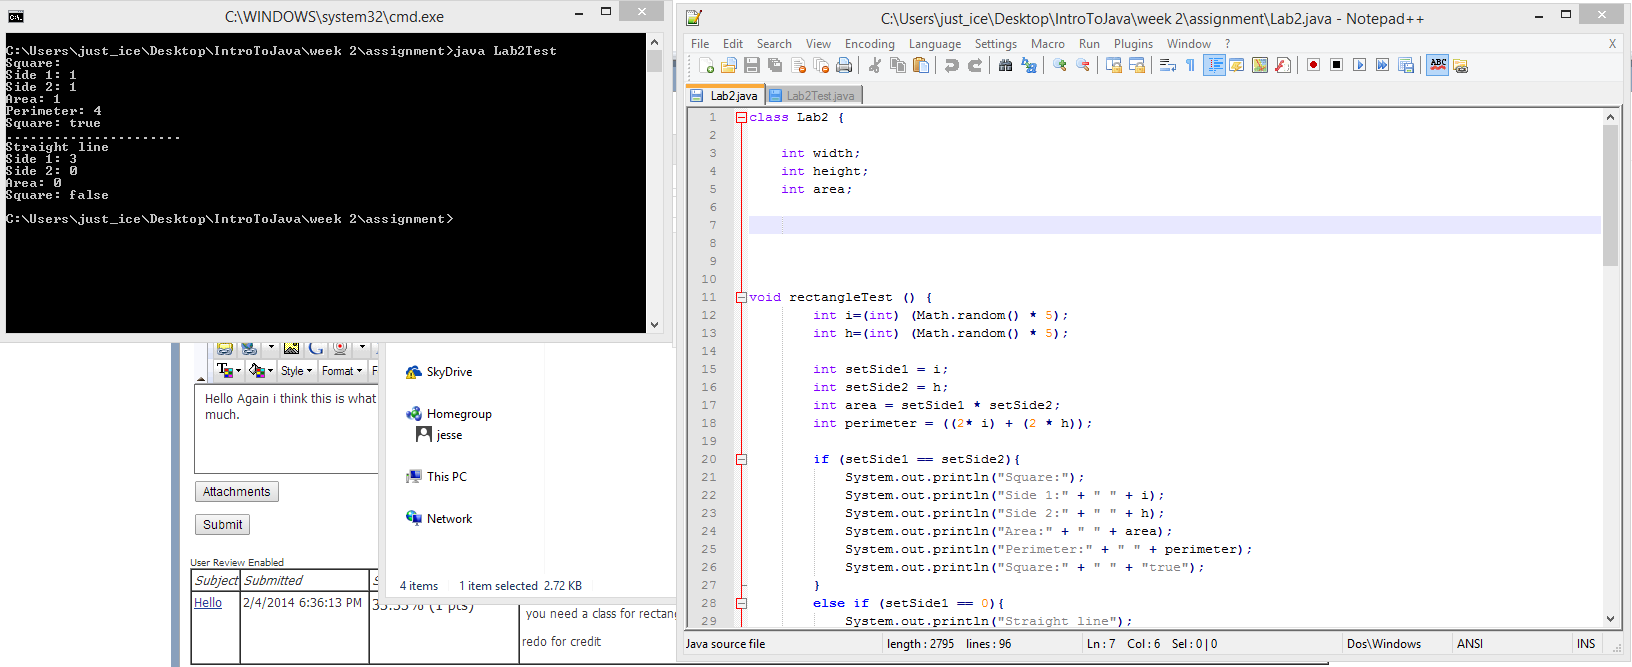 C:\WINDOWS\system32\cmd.exe
C:\Users\just_ice\Desktop\IntroToJava\week 2\assignment>java Lab2Test
Square:
Side 1: 1
Side 2: 1
Area: 1
Perimeter: 4
Square: true
......................
Straight line
Side 1: 3
Side 2: 0
Area: 0
Square: false
C:\Users\just_ice\Desktop\IntroToJava\week 2\assignment>
Style
Format
F
Hello Again i think this is what
much.
Attachments
Submit
User Review Enabled
Subject Submitted S
Hello 2/4/2014 6:36:13 PM 33.33% (1 pts)
you need a class for rectang
redo for credit
SkyDrive
Homegroup
jesse
This PC
Network
4 items 1 item selected 2.72 KB
C:\Users\just_ice\Desktop\IntroToJava\week 2\assignment\Lab2.java - Notepad++
File Edit Search View Encoding Language Settings Macro Run Plugins Window ? X
ABC
Lab2.java Lab2Test.java
1 class Lab2 {
2
3 int width;
4 int height;
5 int area;
6
7
8
9
10
11 void rectangleTest () {
12 int i=(int) (Math.random() * 5);
13 int h=(int) (Math.random() * 5);
14
15 int setSide1 = i;
16 int setSide2 = h;
17 int area = setSide1 * setSide2;
18 int perimeter = ((2* i) + (2 * h));
19
20 if (setSide1 == setSide2){
21 System.out.println("Square:");
22 System.out.println("Side 1:" + " " + i);
23 System.out.println("Side 2:" + " " + h);
24 System.out.println("Area:" + " " + area);
25 System.out.println("Perimeter:" + " " + perimeter);
26 System.out.println("Square:" + " " + "true");
27 }
28 else if (setSide1 == 0){
29 System.out.println("Straight line");
Java source file length : 2795 lines : 96 Ln : 7 Col : 6 Sel : 0 | 0 Dos\Windows ANSI INS